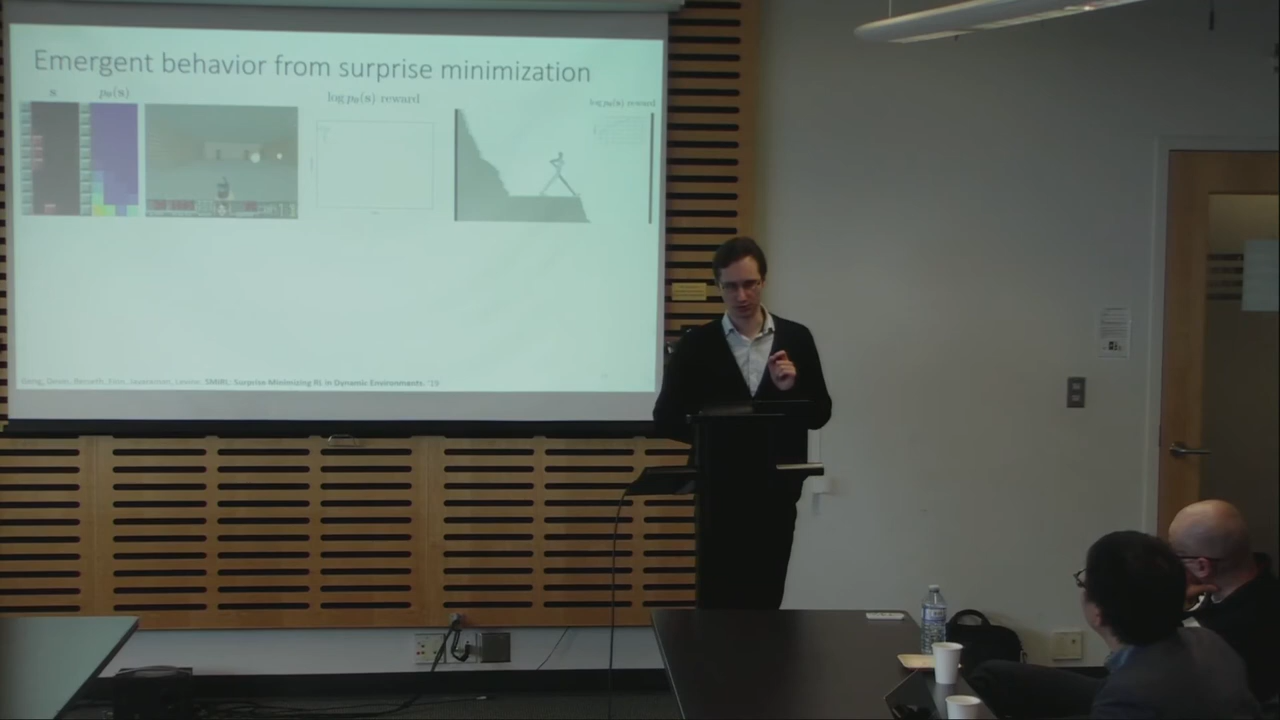 Emergent behavior from surprise minimization
s
pθ(s)
log pθ(s) reward
log pθ(s) reward
SMiRL: Surprise Minimizing RL in Dynamic Environments. '19